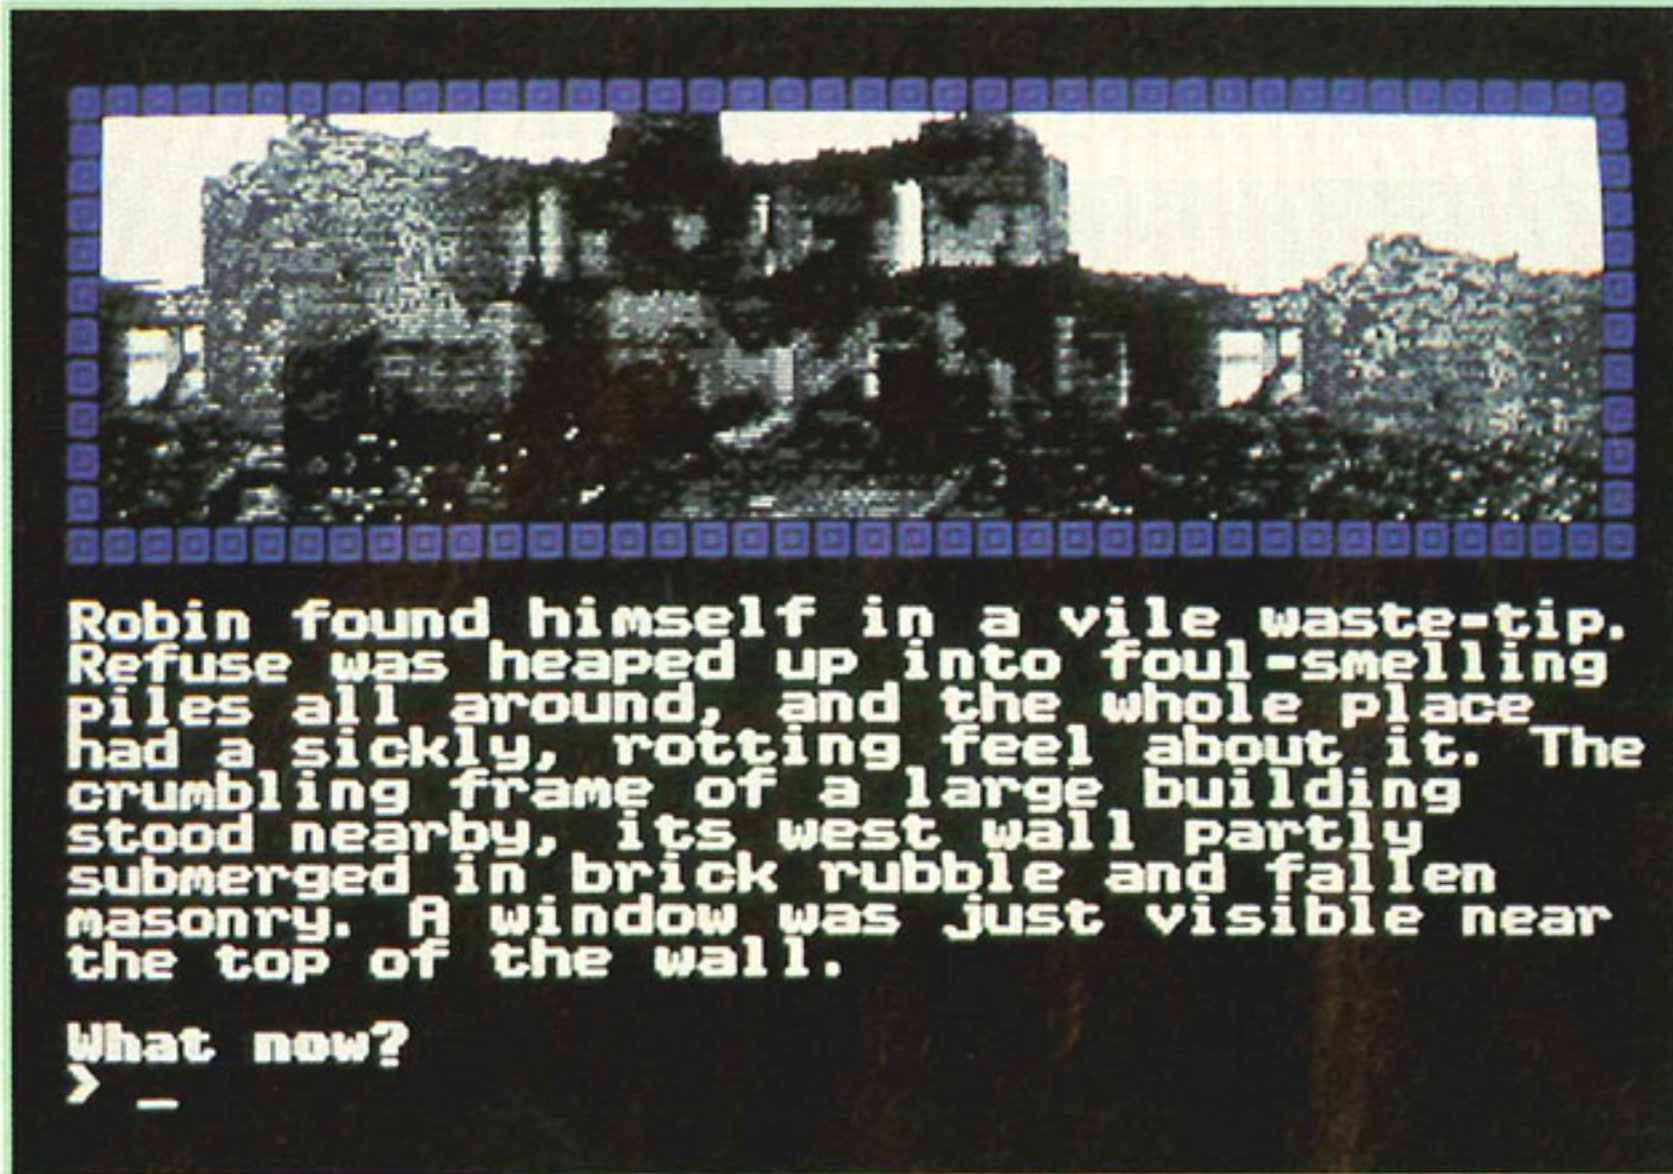 Robin found himself in a vile waste-tip.
Refuse was heaped up into foul-smelling
piles all around, and the whole place
had a sickly, rotting feel about it. The
crumbling frame of a large building
stood nearby, its west wall partly
submerged in brick rubble and fallen
masonry. A window was just visible near
the top of the wall.
What now?
> _